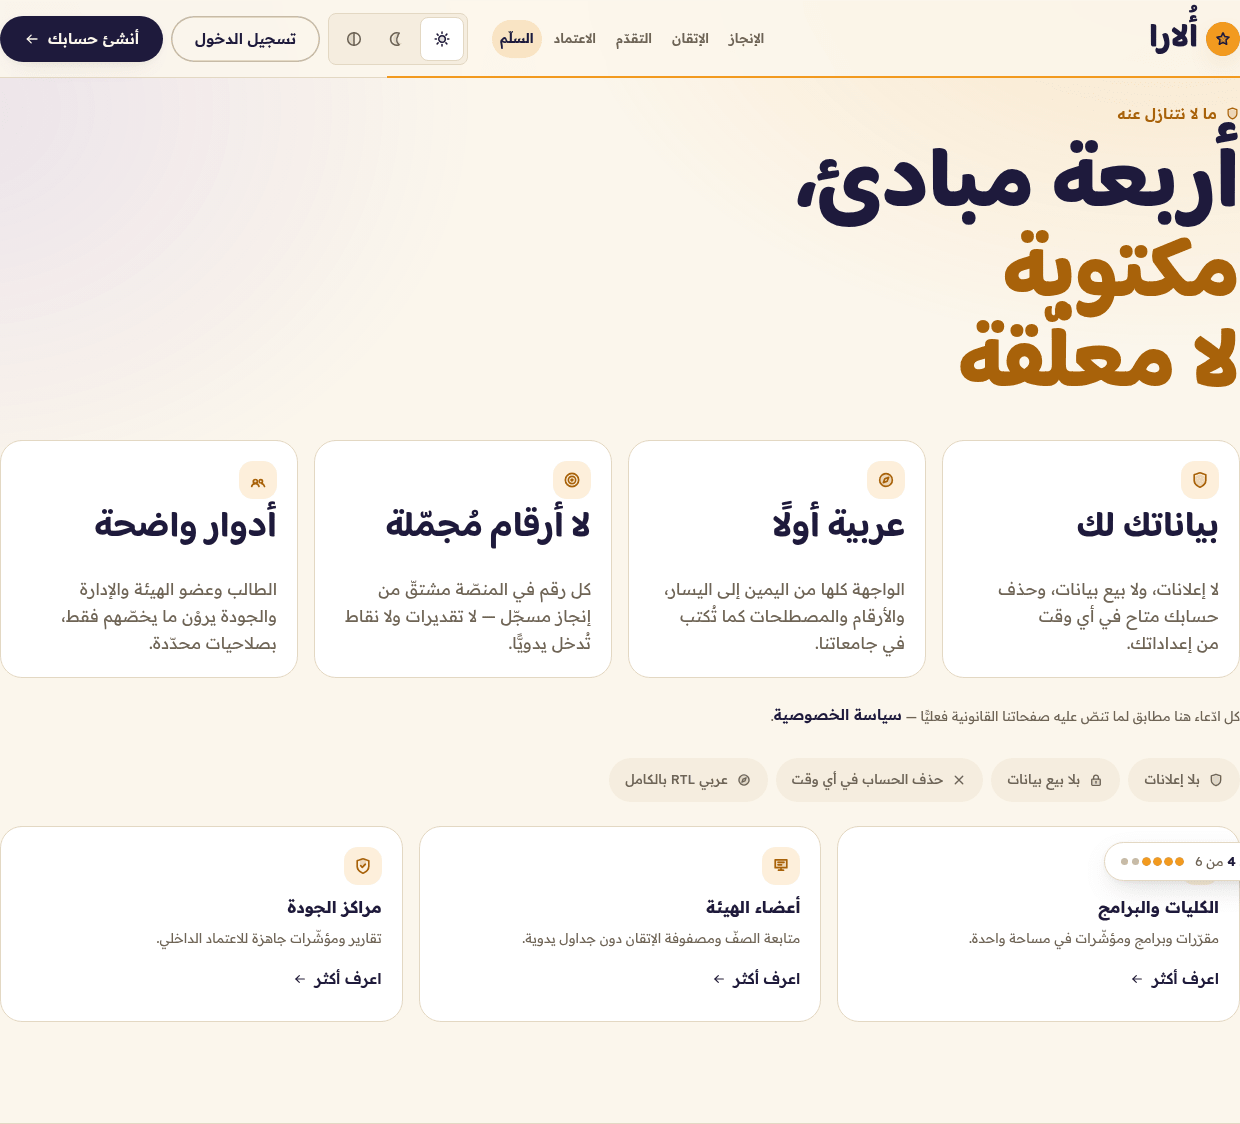 ألارا
الإنجاز
الإتقان
التقدّم
الاعتماد
السلّم
تسجيل الدخول
أنشئ حسابك
ما لا نتنازل عنه
أربعة مبادئ،
مكتوبة
لا معلّقة
بياناتك لك
لا إعلانات، ولا بيع بيانات، وحذف
حسابك متاح في أي وقت
من إعداداتك.
عربية أولًا
الواجهة كلها من اليمين إلى اليسار،
والأرقام والمصطلحات كما تُكتب
في جامعاتنا.
لا أرقام مُجمّلة
كل رقم في المنصّة مشتقّ من
إنجاز مسجّل — لا تقديرات ولا نقاط
تُدخل يدويًّا.
أدوار واضحة
الطالب وعضو الهيئة والإدارة
والجودة يروْن ما يخصّهم فقط،
بصلاحيات محدّدة.
كل ادّعاء هنا مطابق لما تنصّ عليه صفحاتنا القانونية فعليًّا — سياسة الخصوصية.
بلا إعلانات
بلا بيع بيانات
حذف الحساب في أي وقت
عربي RTL بالكامل
4 من 6
الكليات والبرامج
مقرّرات وبرامج ومؤشّرات في مساحة واحدة.
اعرف أكثر
أعضاء الهيئة
متابعة الصفّ ومصفوفة الإتقان دون جداول يدوية.
اعرف أكثر
مراكز الجودة
تقارير ومؤشّرات جاهزة للاعتماد الداخلي.
اعرف أكثر